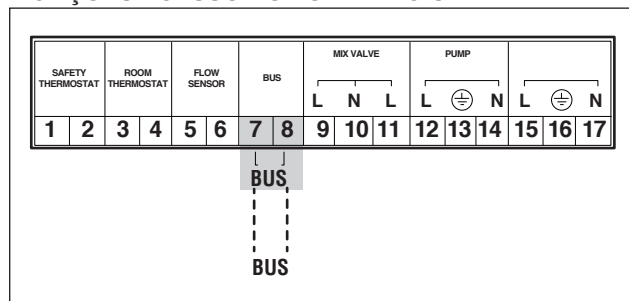 SAFETY THERMOSTAT ROOM THERMOSTAT FLOW SENSOR BUS MIX VALVE PUMP
L N L L N L N
1 2 3 4 5 6 7 8 9 10 11 12 13 14 15 16 17
BUS
BUS